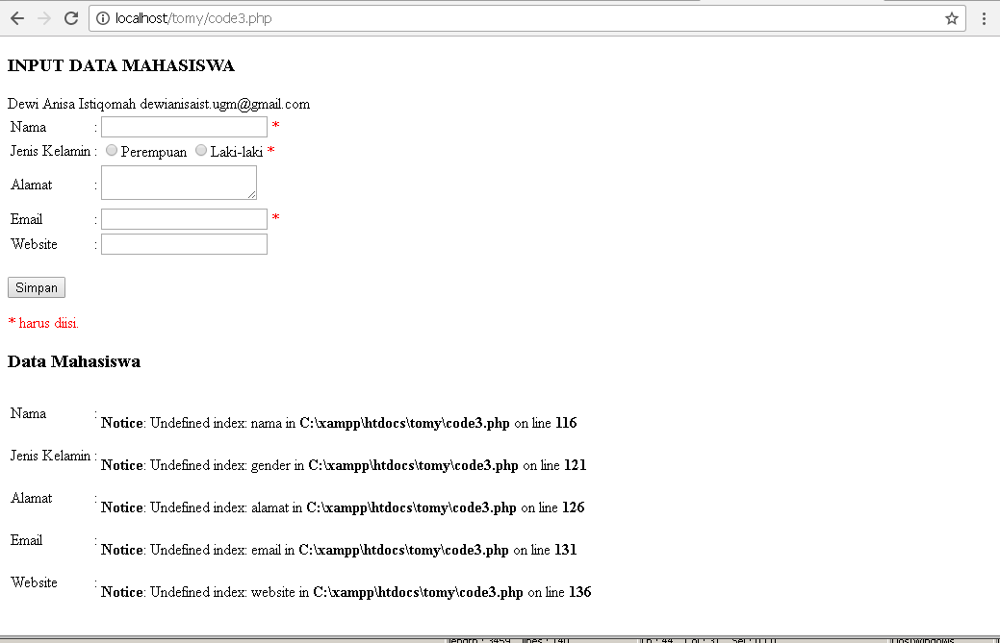 localhost/tomy/code3.php
INPUT DATA MAHASISWA
Dewi Anisa Istiqomah dewianisaist.ugm@gmail.com
Nama : *
Jenis Kelamin : Perempuan Laki-laki *
Alamat :
Email : *
Website :
Simpan
* harus diisi.
Data Mahasiswa
Nama : Notice: Undefined index: nama in C:\xampp\htdocs\tomy\code3.php on line 116
Jenis Kelamin : Notice: Undefined index: gender in C:\xampp\htdocs\tomy\code3.php on line 121
Alamat : Notice: Undefined index: alamat in C:\xampp\htdocs\tomy\code3.php on line 126
Email : Notice: Undefined index: email in C:\xampp\htdocs\tomy\code3.php on line 131
Website : Notice: Undefined index: website in C:\xampp\htdocs\tomy\code3.php on line 136